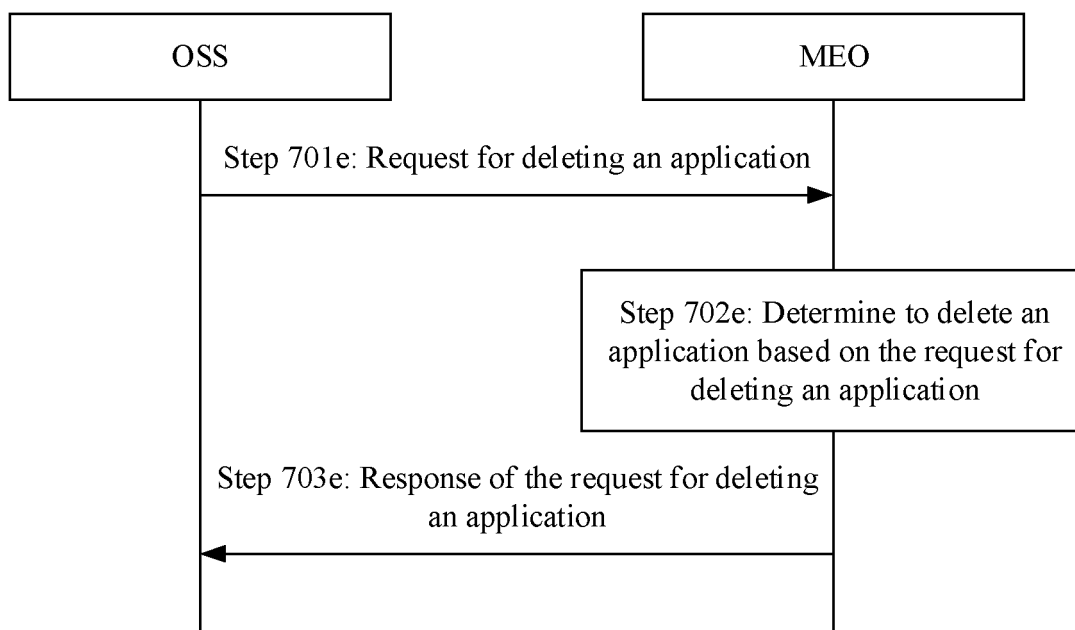 OSS
MEO
Step 701e: Request for deleting an application
Step 702e: Determine to delete an
application based on the request for
deleting an application
Step 703e: Response of the request for deleting
an application